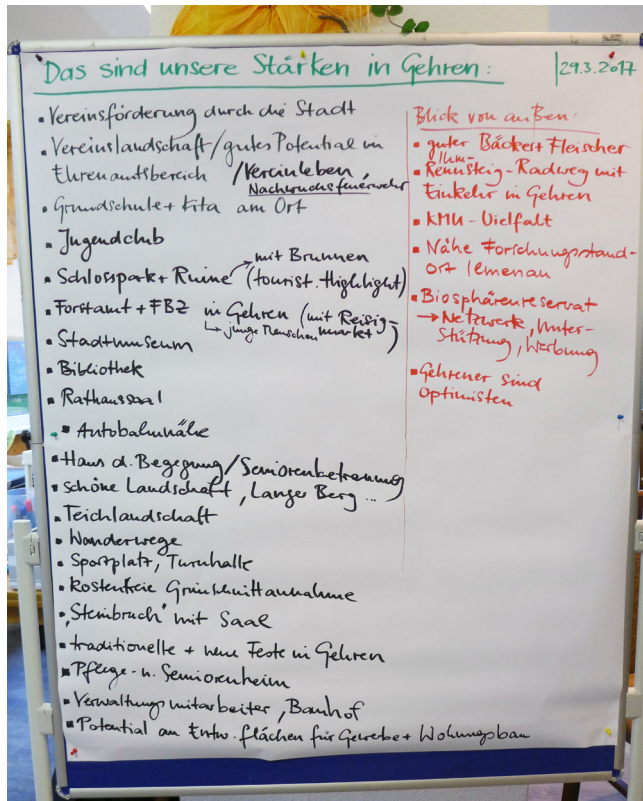 Das sind unsere Stärken in Gehren: 29.3.2017
• Vereinsförderung durch die Stadt
• Vereinslandschaft/gutes Potential im
Ehrenamtsbereich /Vereinleben,
Nachwuchsfeuerwehr
• Grundschule + Kita am Ort
• Jugendclub
• Schlosspark + Ruine mit Brunnen
(tourist. Highlight)
• Forstamt + FBZ in Gehren (mit Reisig-
markt)
↳ junge Menschen
• Stadtmuseum
• Bibliothek
• Rathaussaal
• Autobahnnähe
• Haus d. Begegnung/Seniorenbetreuung
• schöne Landschaft, Langer Berg ...
• Teichlandschaft
• Wanderwege
• Sportplatz, Turnhalle
• kostenfreie Grünschnittannahme
• „Steinbruch" mit Saal
• traditionelle + neue Feste in Gehren
• Pflege- u. Seniorenheim
• Verwaltungsmitarbeiter, Bauhof
• Potential an Entw.flächen für Gewerbe + Wohnungsbau
Blick von außen:
• guter Bäcker + Fleischer
• Ilm-
Rennsteig-Radweg mit
Einkehr in Gehren
• KMU-Vielfalt
• Nähe Forschungsstand-
ort Ilmenau
• Biosphärenreservat
→ Netzwerk, Unter-
stützung, Werbung
• Gehrener sind
Optimisten